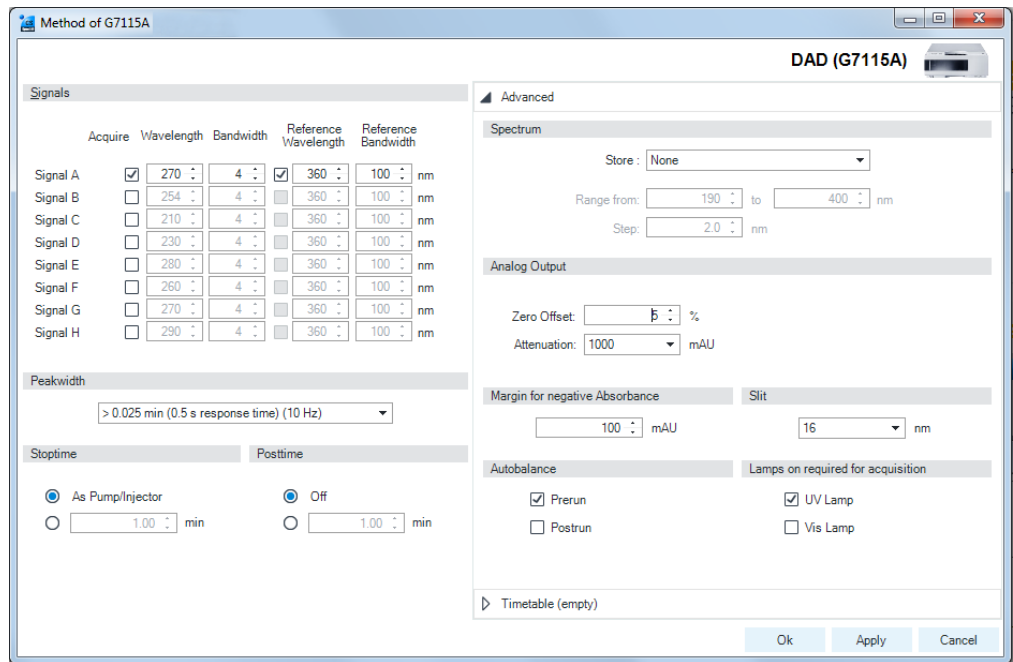 Method of G7115A
DAD (G7115A)
Signals
Acquire Wavelength Bandwidth Reference Wavelength Reference Bandwidth
Signal A 270 4 360 100 nm
Signal B 254 4 360 100 nm
Signal C 210 4 360 100 nm
Signal D 230 4 360 100 nm
Signal E 280 4 360 100 nm
Signal F 260 4 360 100 nm
Signal G 270 4 360 100 nm
Signal H 290 4 360 100 nm
Peakwidth
> 0.025 min (0.5 s response time) (10 Hz)
Stoptime Posttime
As Pump/Injector Off
1.00 min 1.00 min
Advanced
Spectrum
Store : None
Range from: 190 to 400 nm
Step: 2.0 nm
Analog Output
Zero Offset: 5 %
Attenuation: 1000 mAU
Margin for negative Absorbance Slit
100 mAU 16 nm
Autobalance Lamps on required for acquisition
Prerun UV Lamp
Postrun Vis Lamp
Timetable (empty)
Ok Apply Cancel